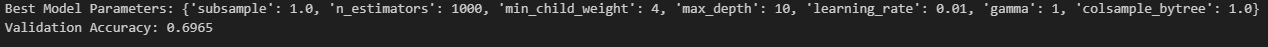 Best Model Parameters: {'subsample': 1.0, 'n_estimators': 1000, 'min_child_weight': 4, 'max_depth': 10, 'learning_rate': 0.01, 'gamma': 1, 'colsample_bytree': 1.0}
Validation Accuracy: 0.6965